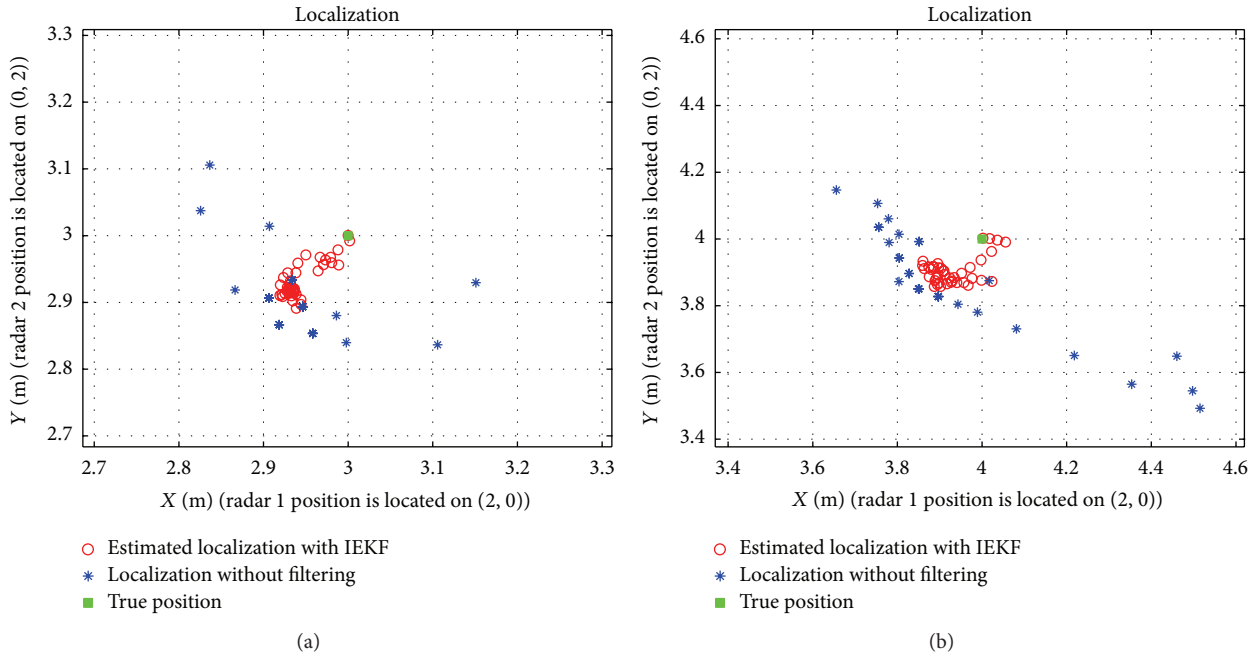 Localization
3.3
3.2
3.1
3
2.9
2.8
2.7
2.7 2.8 2.9 3 3.1 3.2 3.3
Y (m) (radar 2 position is located on (0, 2))
X (m) (radar 1 position is located on (2, 0))
Estimated localization with IEKF
Localization without filtering
True position
(a)
Localization
4.6
4.4
4.2
4
3.8
3.6
3.4
3.4 3.6 3.8 4 4.2 4.4 4.6
Y (m) (radar 2 position is located on (0, 2))
X (m) (radar 1 position is located on (2, 0))
Estimated localization with IEKF
Localization without filtering
True position
(b)